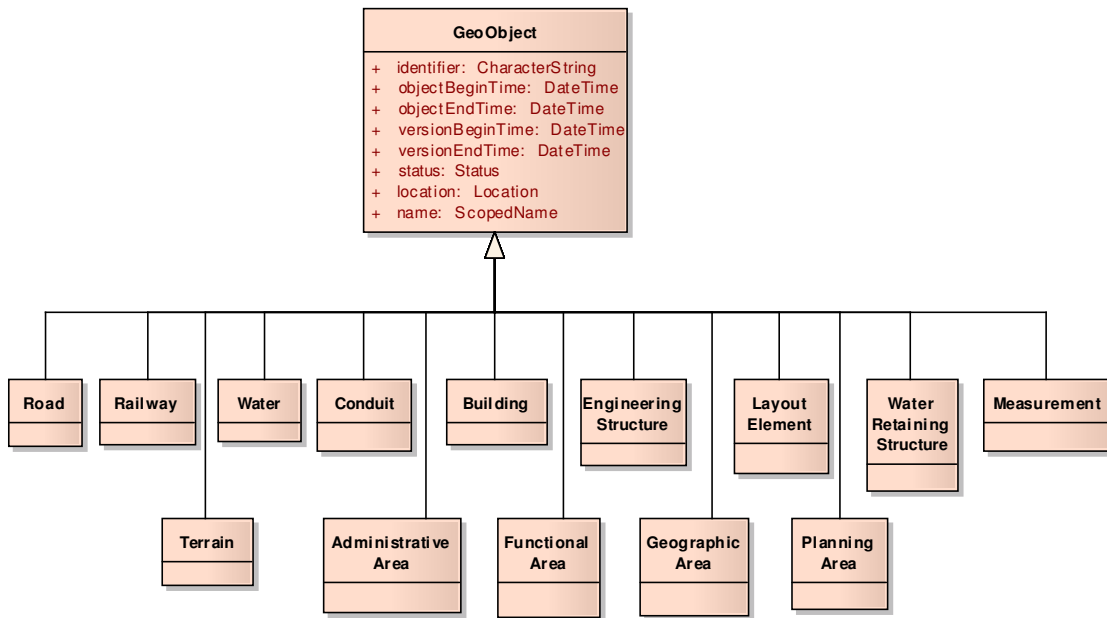 GeoObject
+ identifier: CharacterString
+ objectBeginTime: DateTime
+ objectEndTime: DateTime
+ versionBeginTime: DateTime
+ versionEndTime: DateTime
+ status: Status
+ location: Location
+ name: ScopedName
Road
Railway
Water
Conduit
Building
Engineering
Structure
Layout
Element
Water
Retaining
Structure
Measurement
Terrain
Administrative
Area
Functional
Area
Geographic
Area
Planning
Area